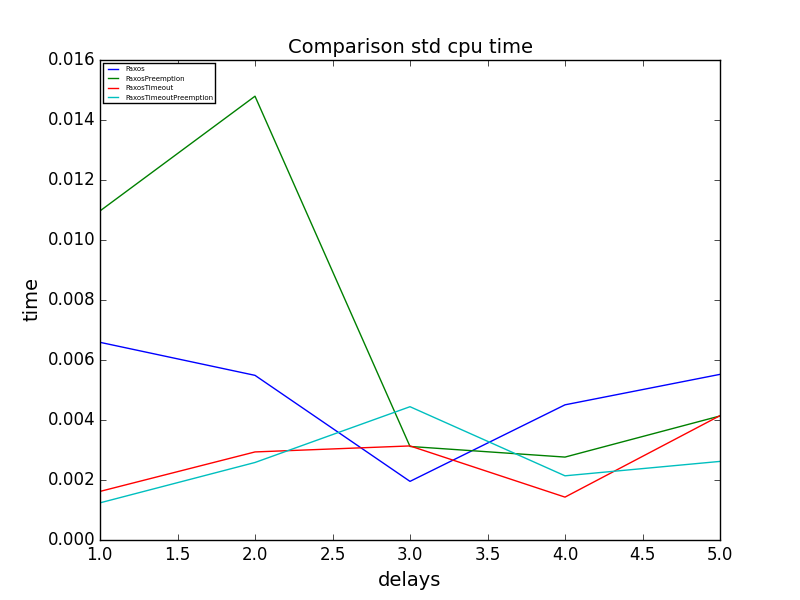 Comparison std cpu time
0.016
0.014
0.012
0.010
0.008
0.006
0.004
0.002
0.000
time
Paxos
PaxosPreemption
PaxosTimeout
PaxosTimeoutPreemption
1.0 1.5 2.0 2.5 3.0 3.5 4.0 4.5 5.0
delays